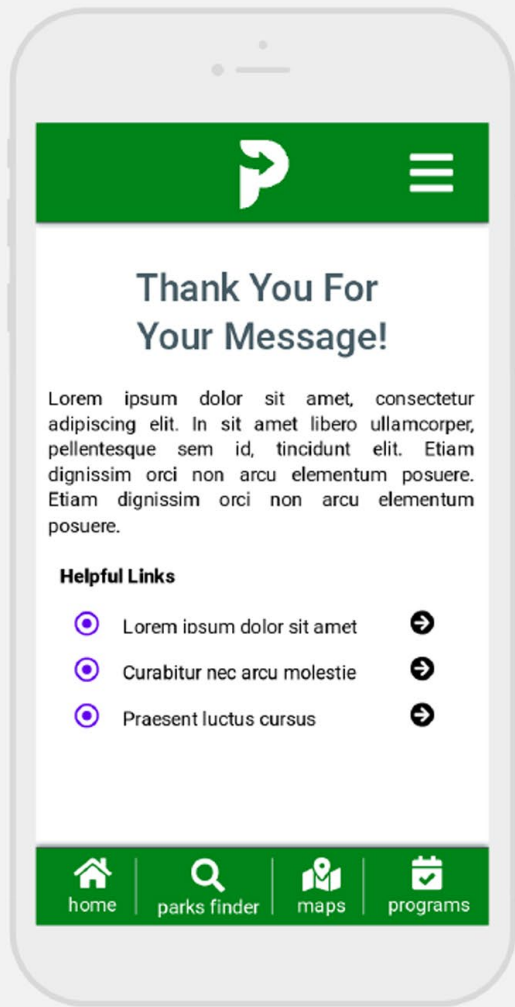 P
Thank You For
Your Message!
Lorem ipsum dolor sit amet, consectetur
adipiscing elit. In sit amet libero ullamcorper,
pellentesque sem id, tincidunt elit. Etiam
dignissim orci non arcu elementum posuere.
Etiam dignissim orci non arcu elementum
posuere.
Helpful Links
Lorem ipsum dolor sit amet
Curabitur nec arcu molestie
Praesent luctus cursus
home parks finder maps programs